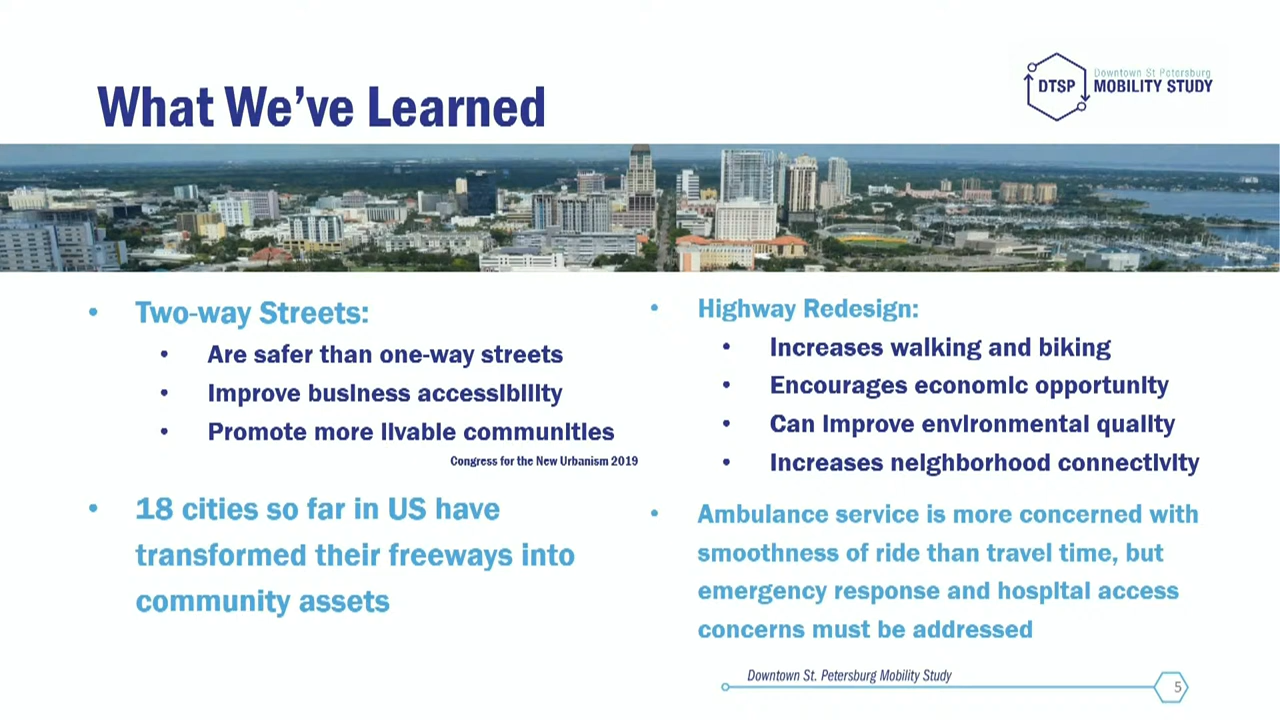 What We've Learned
DTSP
Downtown St Petersburg
MOBILITY STUDY
• Two-way Streets:
• Are safer than one-way streets
• Improve business accessibility
• Promote more livable communities
Congress for the New Urbanism 2019
• 18 cities so far in US have
transformed their freeways into
community assets
• Highway Redesign:
• Increases walking and biking
• Encourages economic opportunity
• Can improve environmental quality
• Increases neighborhood connectivity
• Ambulance service is more concerned with
smoothness of ride than travel time, but
emergency response and hospital access
concerns must be addressed
Downtown St. Petersburg Mobility Study
5